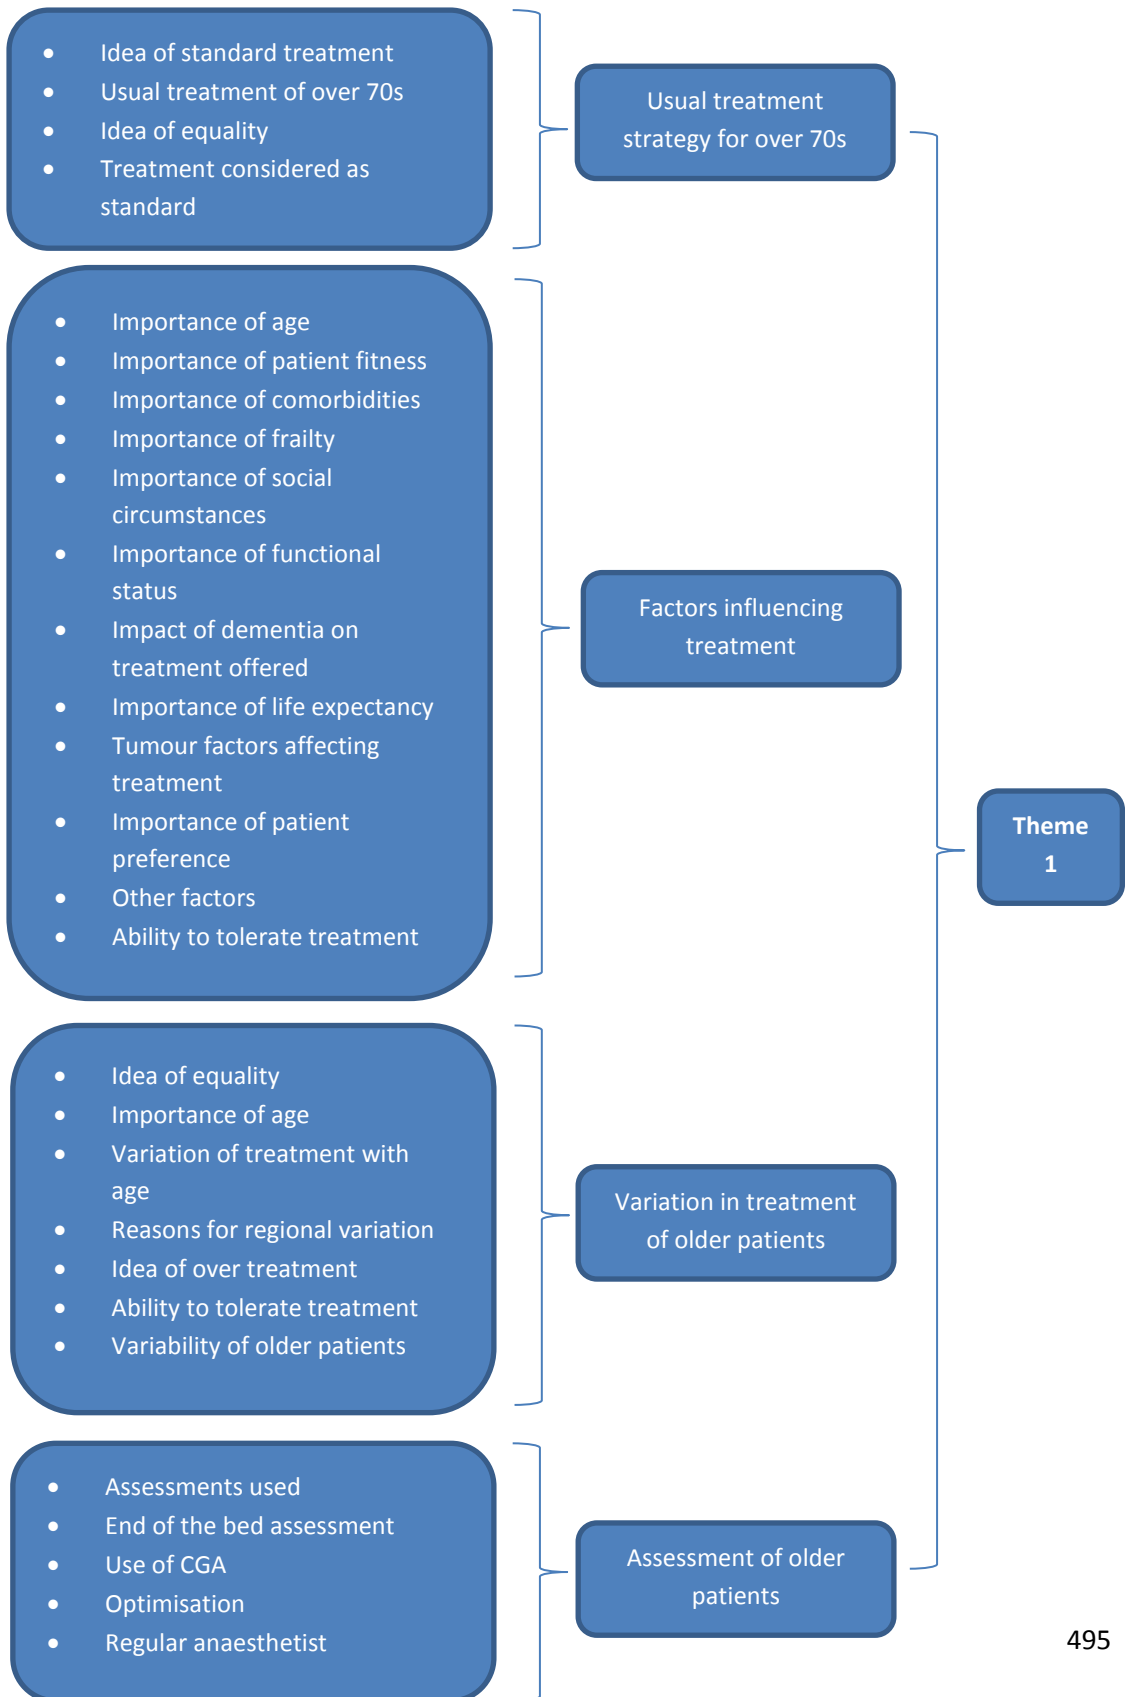 • Idea of standard treatment
• Usual treatment of over 70s
• Idea of equality
• Treatment considered as
standard
Usual treatment
strategy for over 70s
• Importance of age
• Importance of patient fitness
• Importance of comorbidities
• Importance of frailty
• Importance of social
circumstances
• Importance of functional
status
• Impact of dementia on
treatment offered
• Importance of life expectancy
• Tumour factors affecting
treatment
• Importance of patient
preference
• Other factors
• Ability to tolerate treatment
Factors influencing
treatment
Theme
1
• Idea of equality
• Importance of age
• Variation of treatment with
age
• Reasons for regional variation
• Idea of over treatment
• Ability to tolerate treatment
• Variability of older patients
Variation in treatment
of older patients
• Assessments used
• End of the bed assessment
• Use of CGA
• Optimisation
• Regular anaesthetist
Assessment of older
patients
495